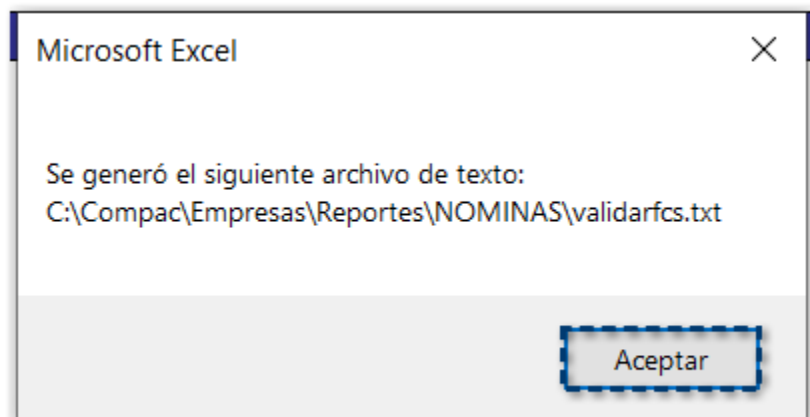 Microsoft Excel
Se generó el siguiente archivo de texto:
C:\Compac\Empresas\Reportes\NOMINAS\validarfcs.txt
Aceptar